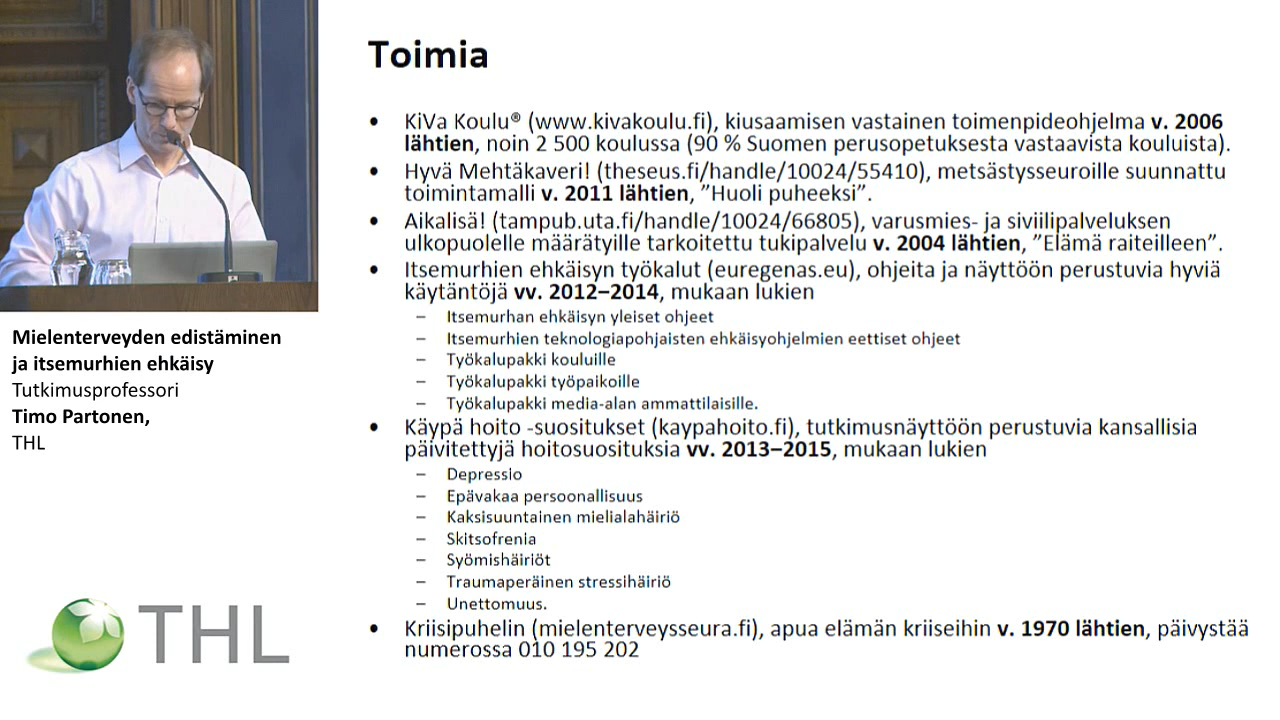 Toimia
• KiVa Koulu® (www.kivakoulu.fi), kiusaamisen vastainen toimenpideohjelma v. 2006
lähtien, noin 2 500 koulussa (90 % Suomen perusopetuksesta vastaavista kouluista).
• Hyvä Mehtäkaveri! (theseus.fi/handle/10024/55410), metsästysseuroille suunnattu
toimintamalli v. 2011 lähtien, ”Huoli puheeksi”.
• Aikalisä! (tampub.uta.fi/handle/10024/66805), varusmies- ja siviilipalveluksen
ulkopuolelle määrätyille tarkoitettu tukipalvelu v. 2004 lähtien, ”Elämä raiteilleen”.
• Itsemurhien ehkäisyn työkalut (euregenas.eu), ohjeita ja näyttöön perustuvia hyviä
käytäntöjä vv. 2012–2014, mukaan lukien
– Itsemurhan ehkäisyn yleiset ohjeet
– Itsemurhien teknologiapohjaisten ehkäisyohjelmien eettiset ohjeet
– Työkalupakki kouluille
– Työkalupakki työpaikoille
– Työkalupakki media-alan ammattilaisille.
• Käypä hoito -suositukset (kaypahoito.fi), tutkimusnäyttöön perustuvia kansallisia
päivitettyjä hoitosuosituksia vv. 2013–2015, mukaan lukien
– Depressio
– Epävakaa persoonallisuus
– Kaksisuuntainen mielialahäiriö
– Skitsofrenia
– Syömishäiriöt
– Traumaperäinen stressihäiriö
– Unettomuus.
• Kriisipuhelin (mielenterveysseura.fi), apua elämän kriiseihin v. 1970 lähtien, päivystää
numerossa 010 195 202
Mielenterveyden edistäminen
ja itsemurhien ehkäisy
Tutkimusprofessori
Timo Partonen,
THL
THL